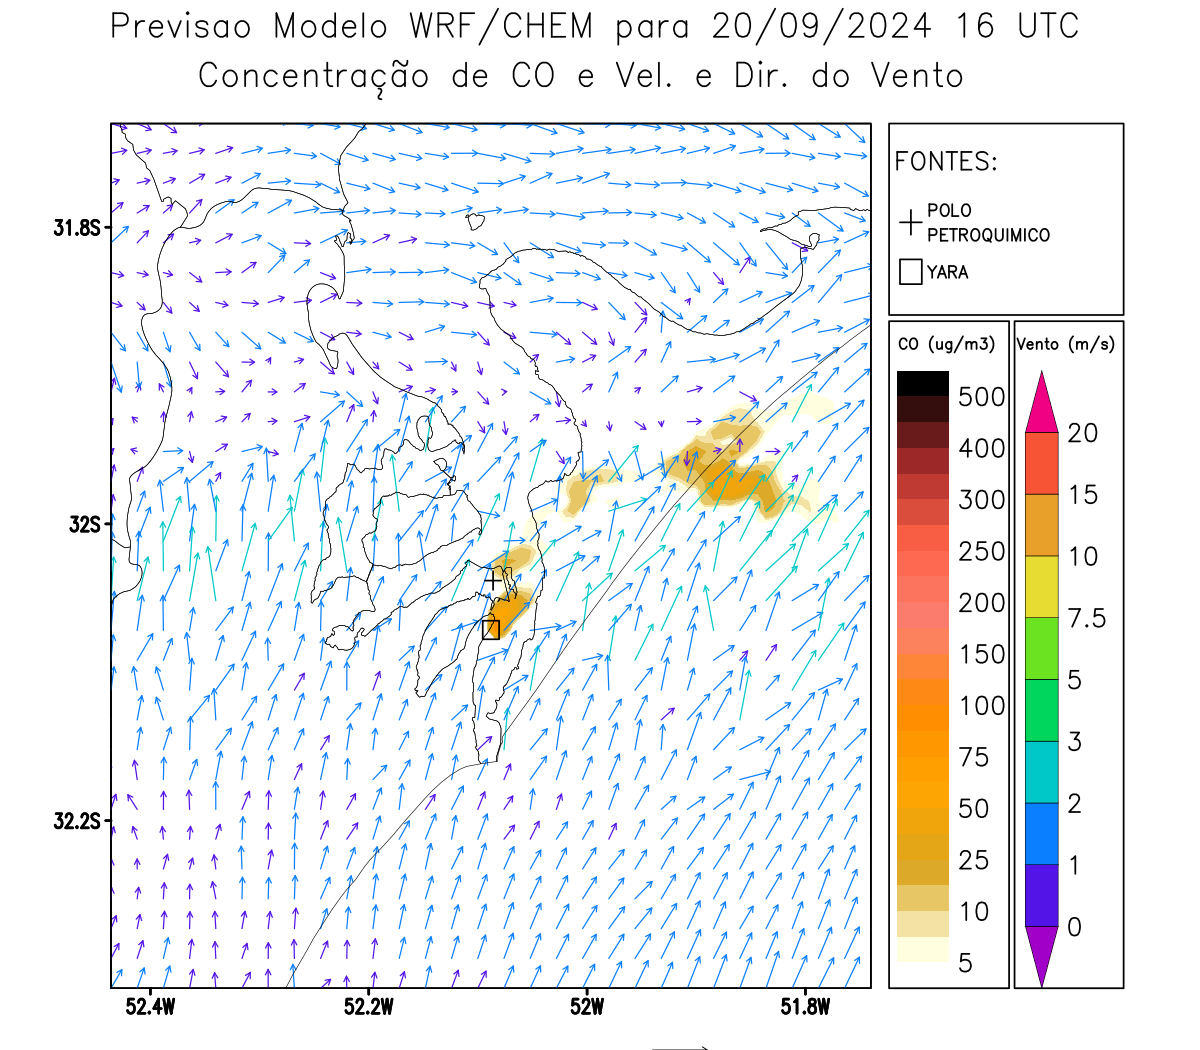 Previsao Modelo WRF/CHEM para 20/09/2024 16 UTC
Concentração de CO e Vel. e Dir. do Vento
FONTES:
POLO
PETROQUIMICO
YARA
CO (ug/m3)
500
400
300
250
200
150
100
75
50
25
10
5
Vento (m/s)
20
15
10
7.5
5
3
2
1
0
31.8S
32S
32.2S
52.4W
52.2W
52W
51.8W